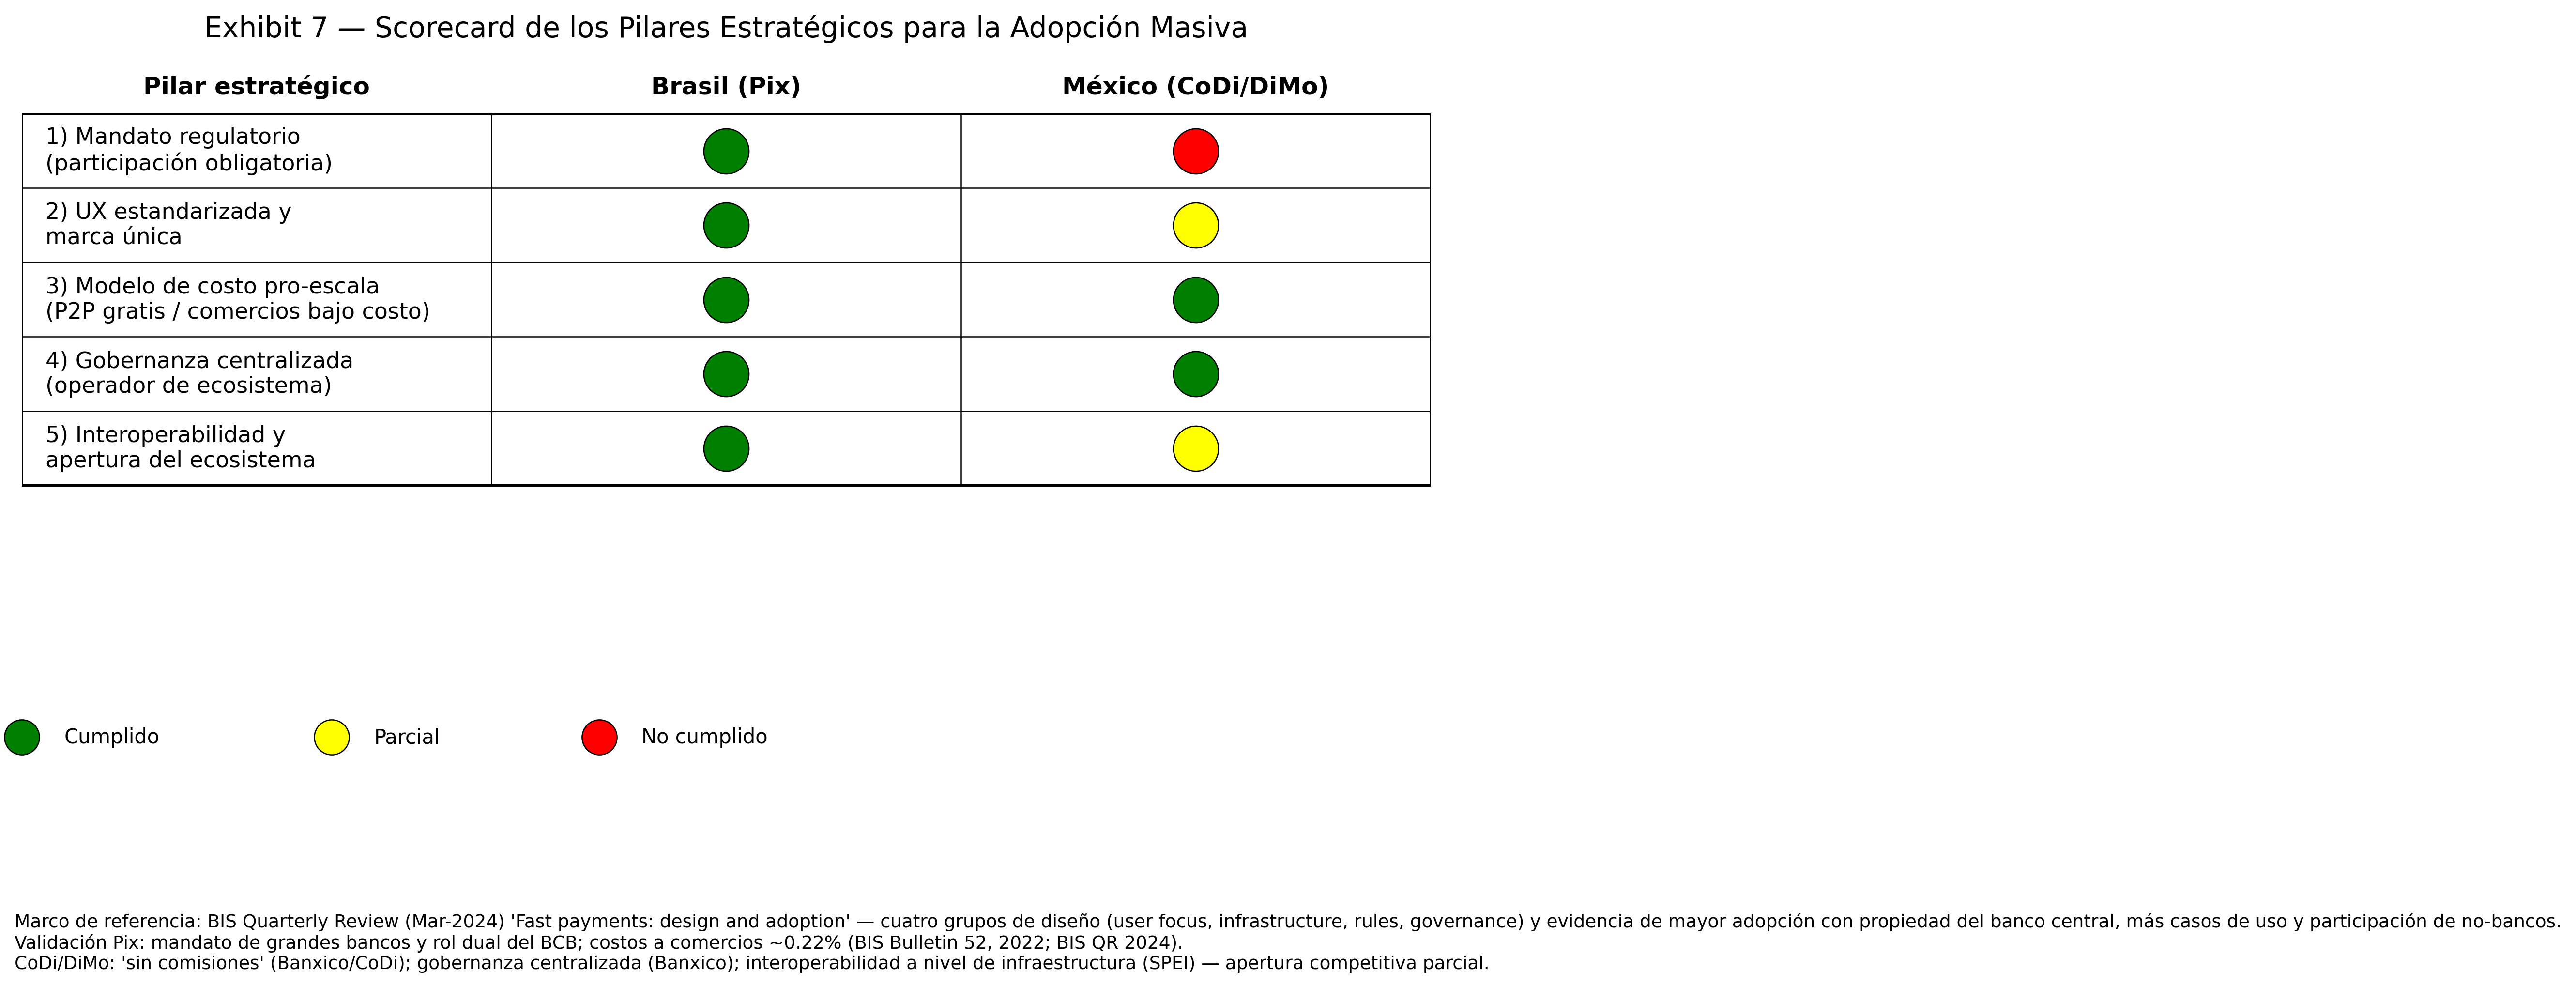 Exhibit 7 — Scorecard de los Pilares Estratégicos para la Adopción Masiva
Pilar estratégico
Brasil (Pix)
México (CoDi/DiMo)
1) Mandato regulatorio
(participación obligatoria)
2) UX estandarizada y
marca única
3) Modelo de costo pro-escala
(P2P gratis / comercios bajo costo)
4) Gobernanza centralizada
(operador de ecosistema)
5) Interoperabilidad y
apertura del ecosistema
Cumplido
Parcial
No cumplido
Marco de referencia: BIS Quarterly Review (Mar-2024) 'Fast payments: design and adoption' — cuatro grupos de diseño (user focus, infrastructure, rules, governance) y evidencia de mayor adopción con propiedad del banco central, más casos de uso y participación de no-bancos.
Validación Pix: mandato de grandes bancos y rol dual del BCB; costos a comercios ~0.22% (BIS Bulletin 52, 2022; BIS QR 2024).
CoDi/DiMo: 'sin comisiones' (Banxico/CoDi); gobernanza centralizada (Banxico); interoperabilidad a nivel de infraestructura (SPEI) — apertura competitiva parcial.